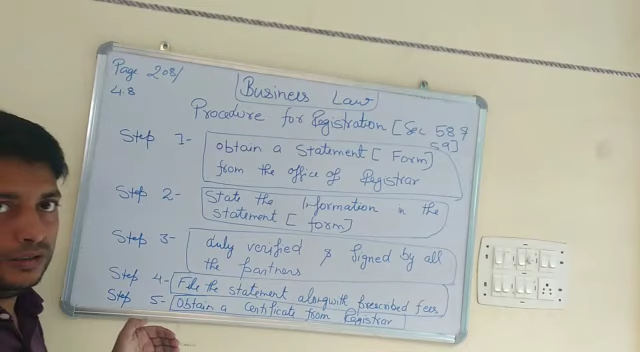 Page 208/
4.8
Business Law
Procedure for Registration [Sec 58 &
59]
Step 1- obtain a Statement [Form]
from the office of Registrar
Step 2- State the Information in the
statement [form]
Step 3- duly verified & Signed by all
the partners
Step 4- File the statement alongwith prescribed fees
Step 5- Obtain a Certificate from Registrar